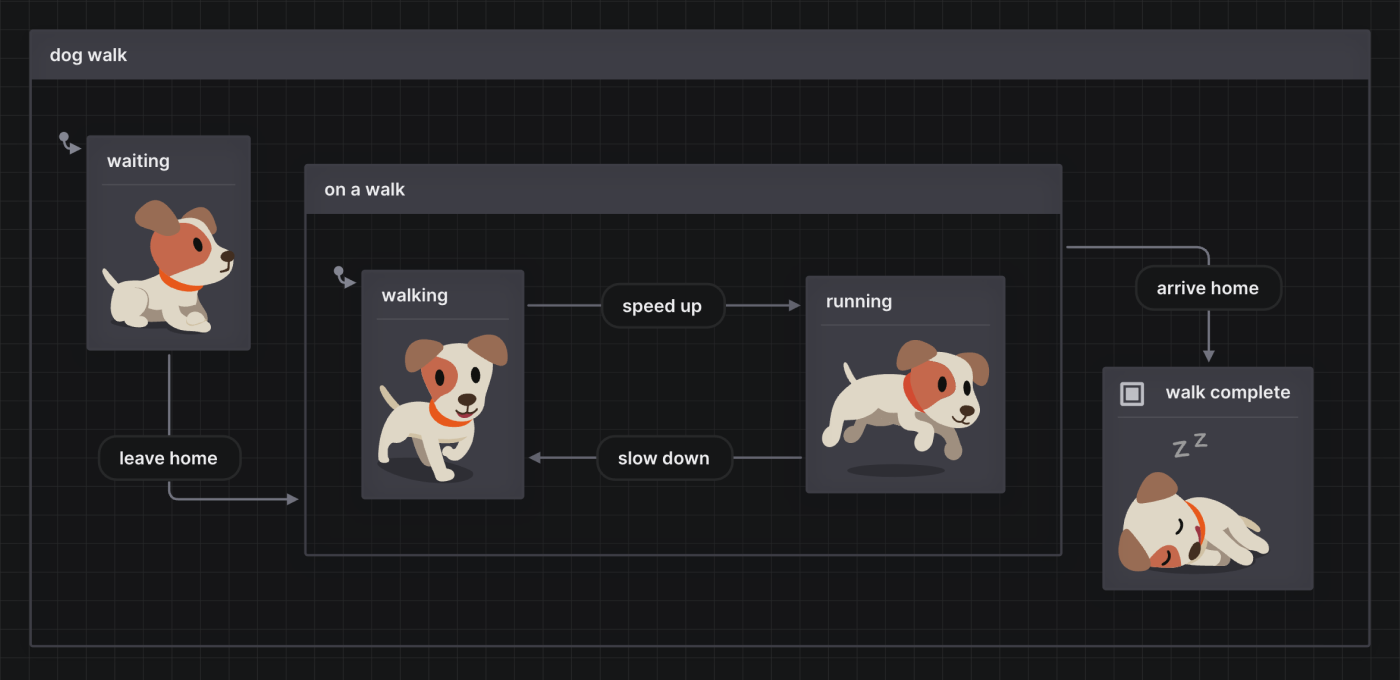 dog walk
waiting
on a walk
walking
speed up
running
arrive home
walk complete
z z
leave home
slow down